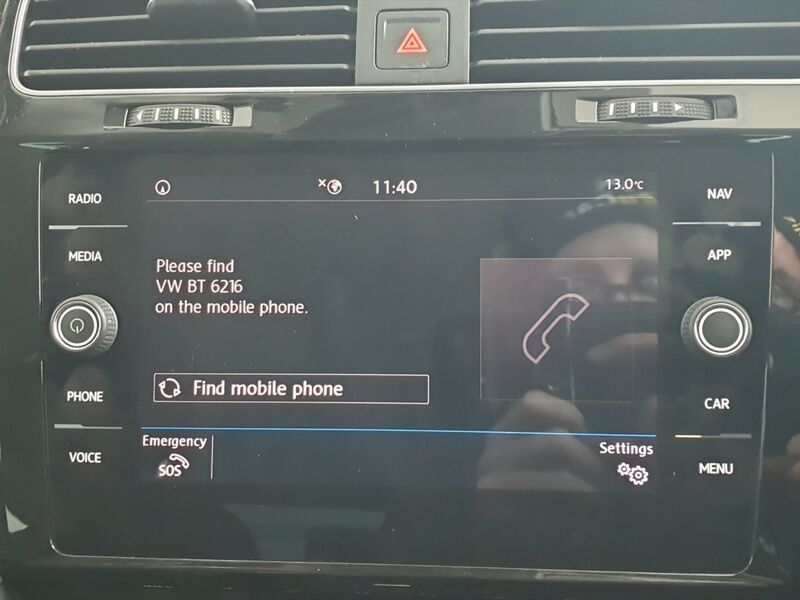 RADIO
MEDIA
PHONE
VOICE
11:40
13.0°C
Please find
VW BT 6216
on the mobile phone.
Find mobile phone
Emergency
SOS
Settings
NAV
APP
CAR
MENU